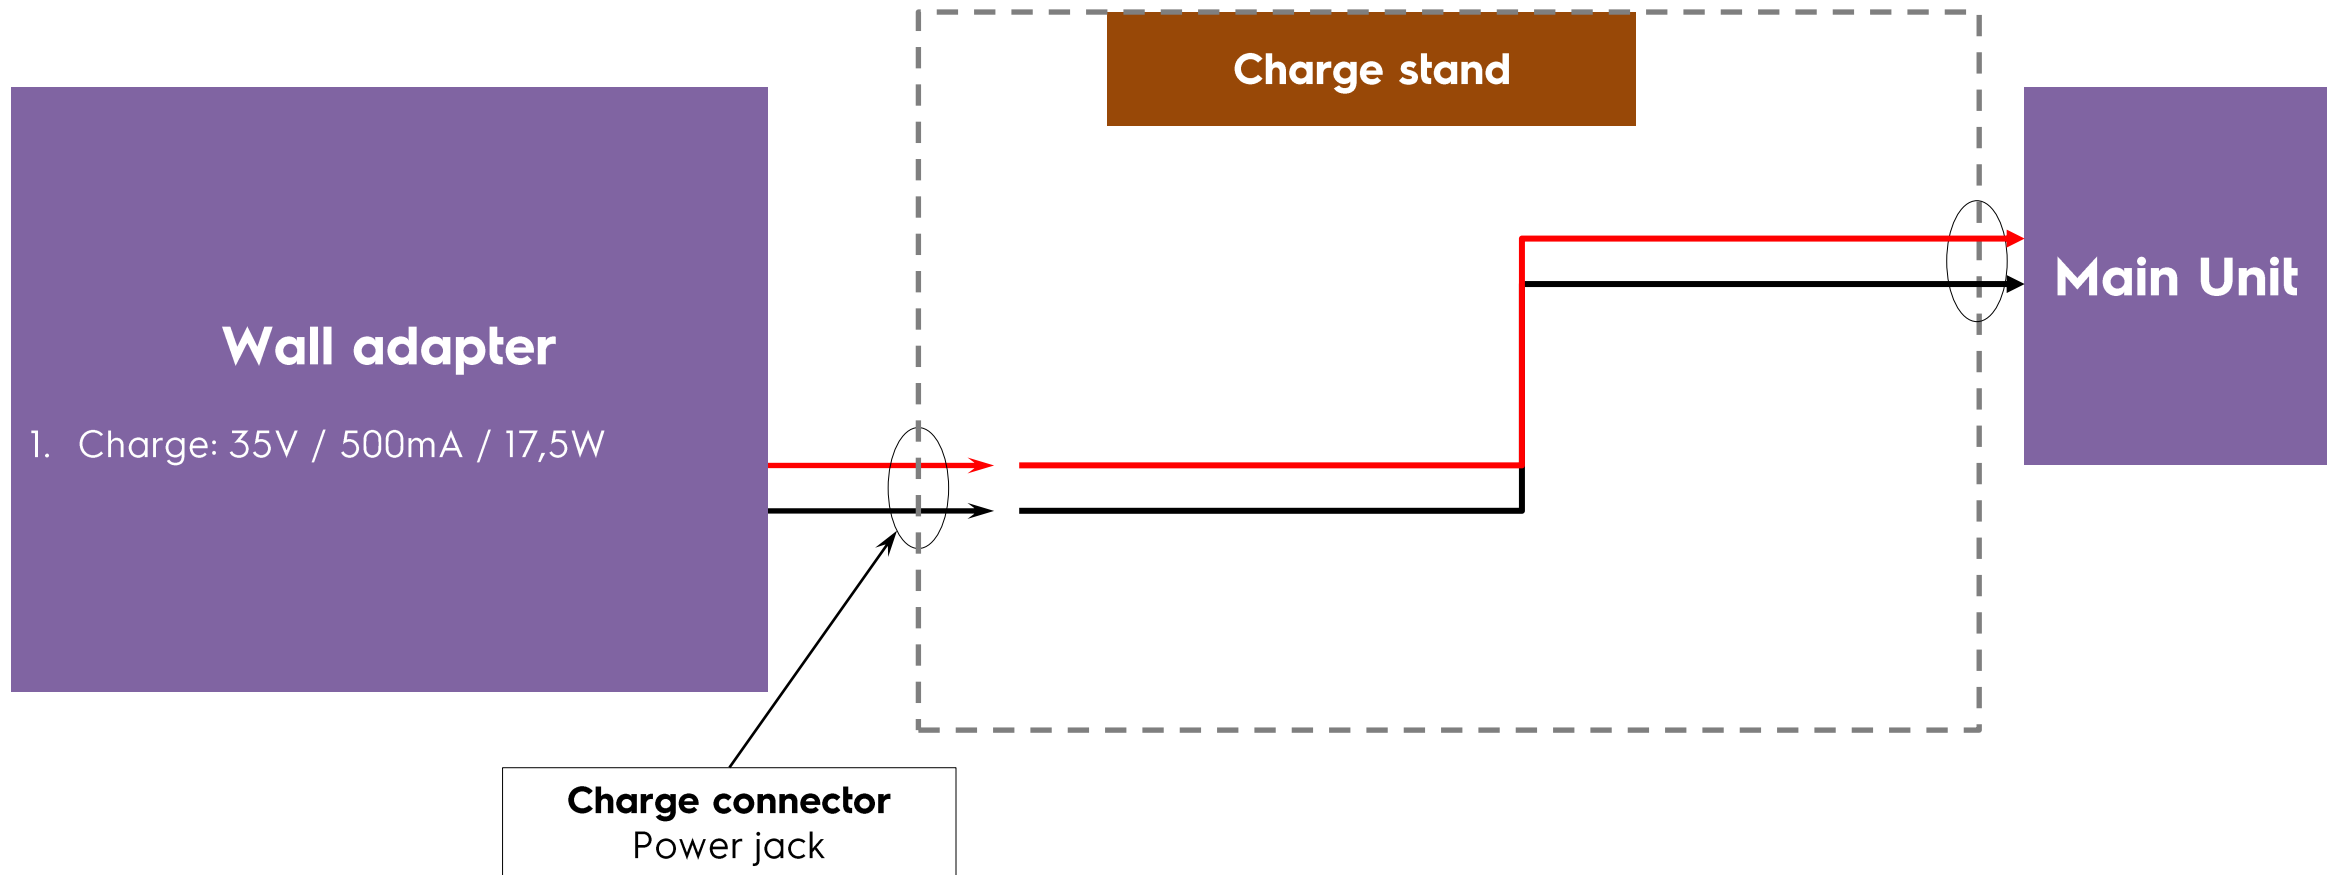 Charge stand
Wall adapter
1. Charge: 35V / 500mA / 17,5W
Main Unit
Charge connector
Power jack